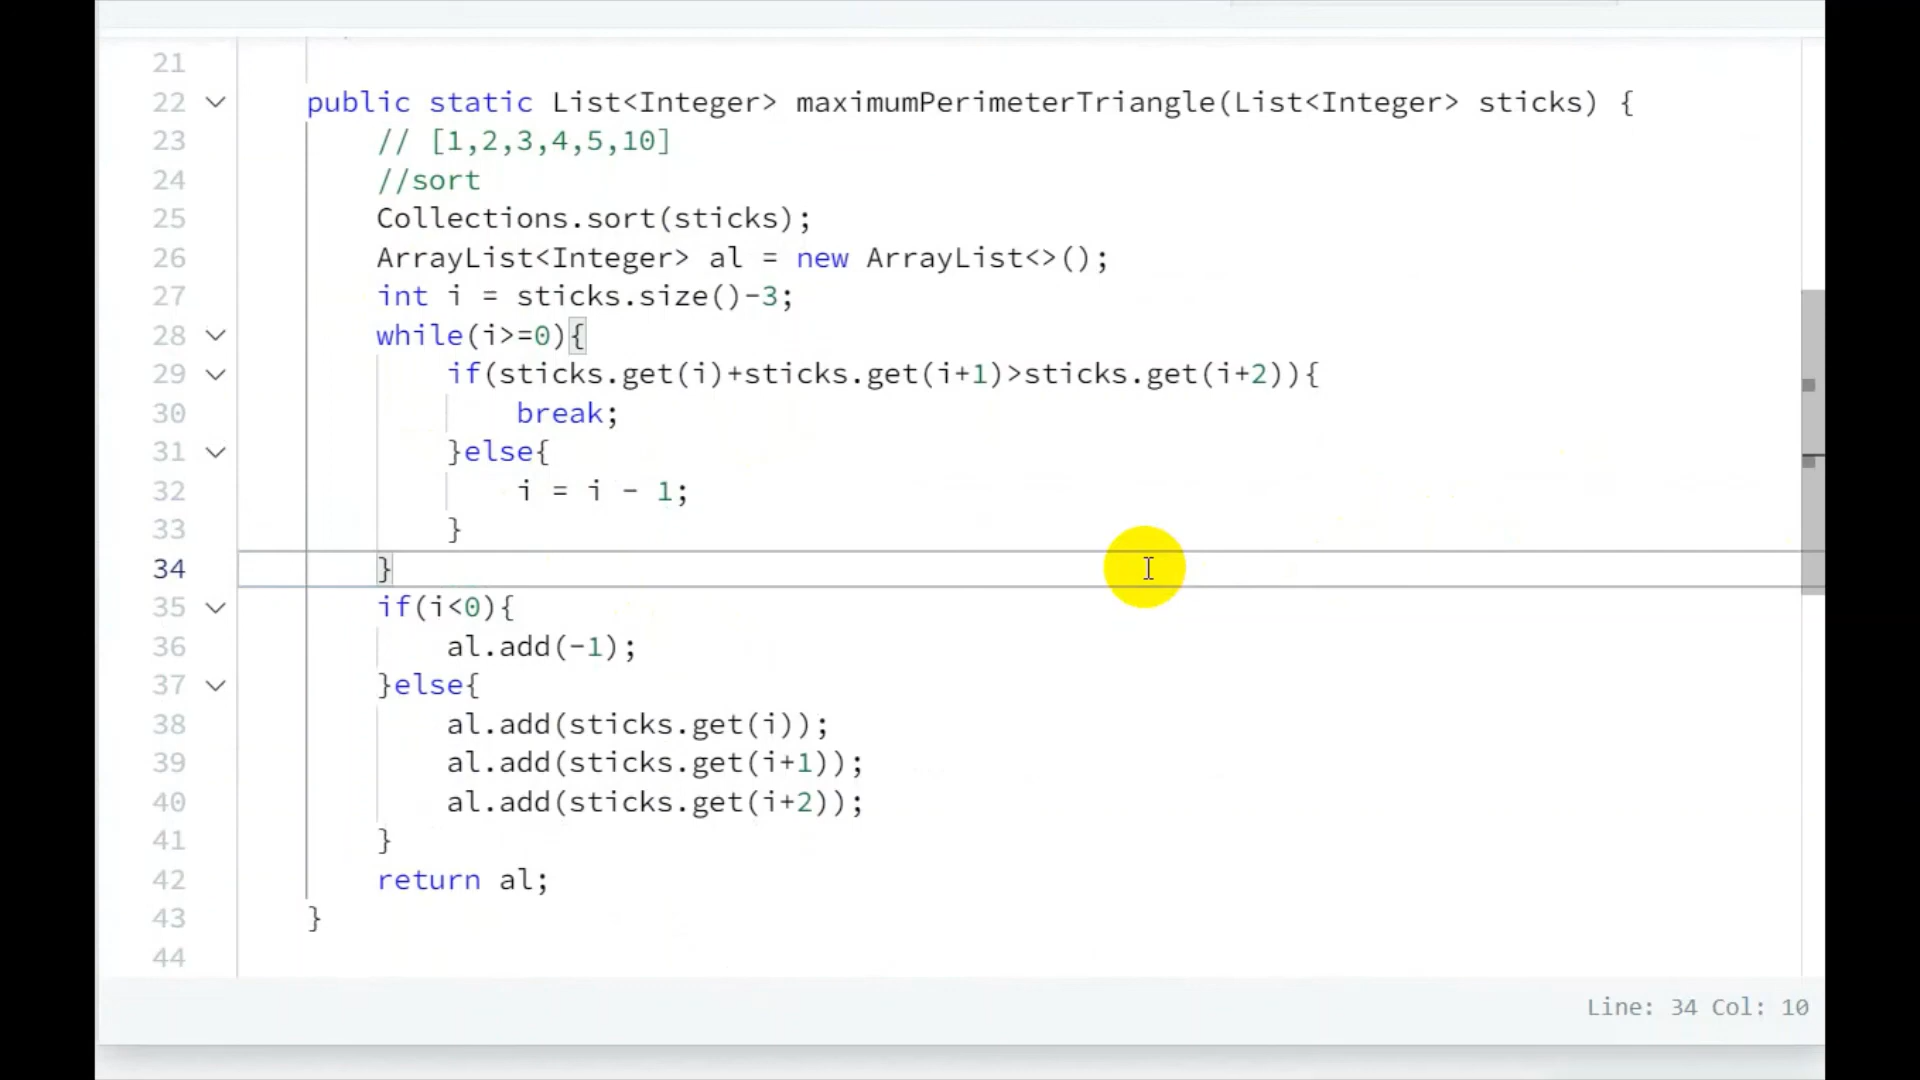 21
22 public static List<Integer> maximumPerimeterTriangle(List<Integer> sticks) {
23 // [1,2,3,4,5,10]
24 //sort
25 Collections.sort(sticks);
26 ArrayList<Integer> al = new ArrayList<>();
27 int i = sticks.size()-3;
28 while(i>=0){
29 if(sticks.get(i)+sticks.get(i+1)>sticks.get(i+2)){
30 break;
31 }else{
32 i = i - 1;
33 }
34 }
35 if(i<0){
36 al.add(-1);
37 }else{
38 al.add(sticks.get(i));
39 al.add(sticks.get(i+1));
40 al.add(sticks.get(i+2));
41 }
42 return al;
43 }
44
Line: 34 Col: 10